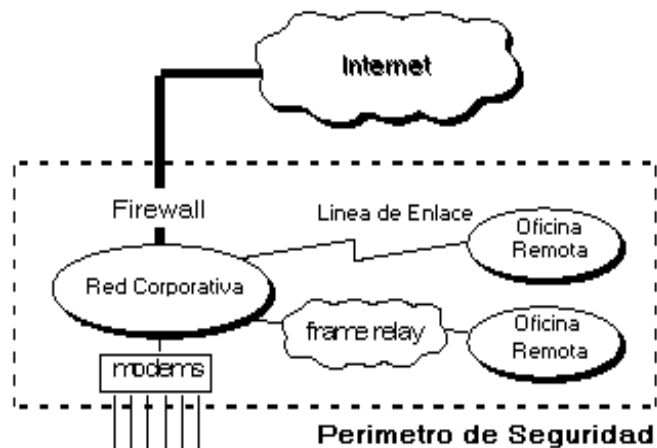 Internet
Firewall
Linea de Enlace
Oficina
Remota
Red Corporativa
frame relay
Oficina
Remota
modems
Perimetro de Seguridad